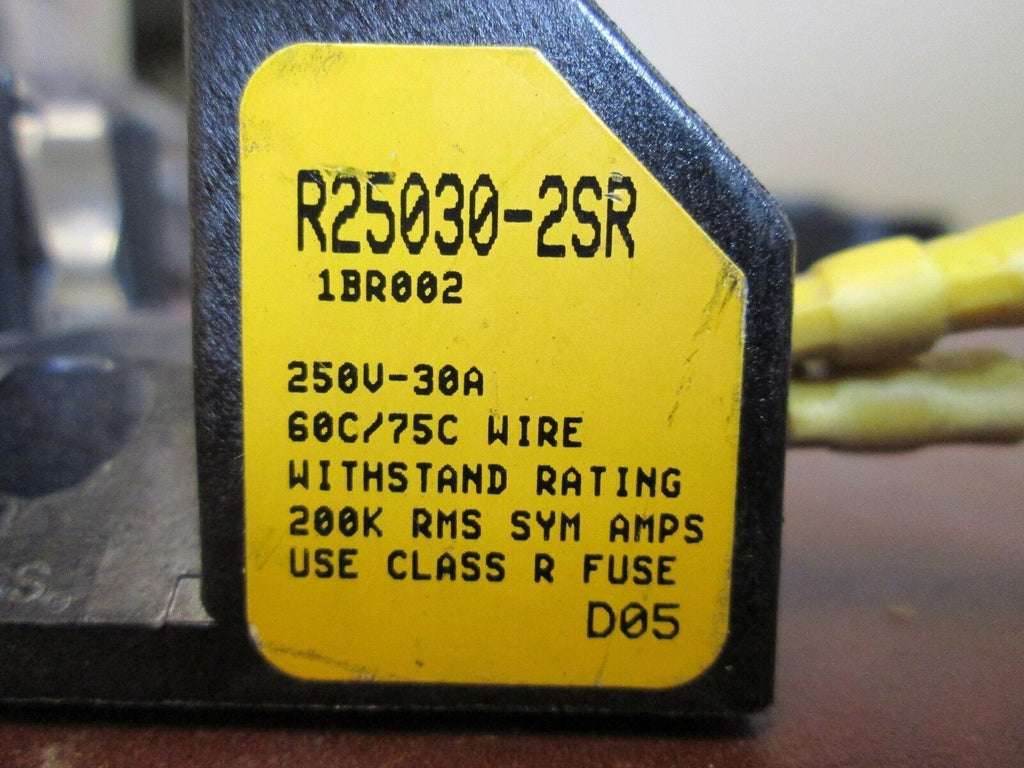 R25030-2SR
1BR002
250V-30A
60C/75C WIRE
WITHSTAND RATING
200K RMS SYM AMPS
USE CLASS R FUSE
D05